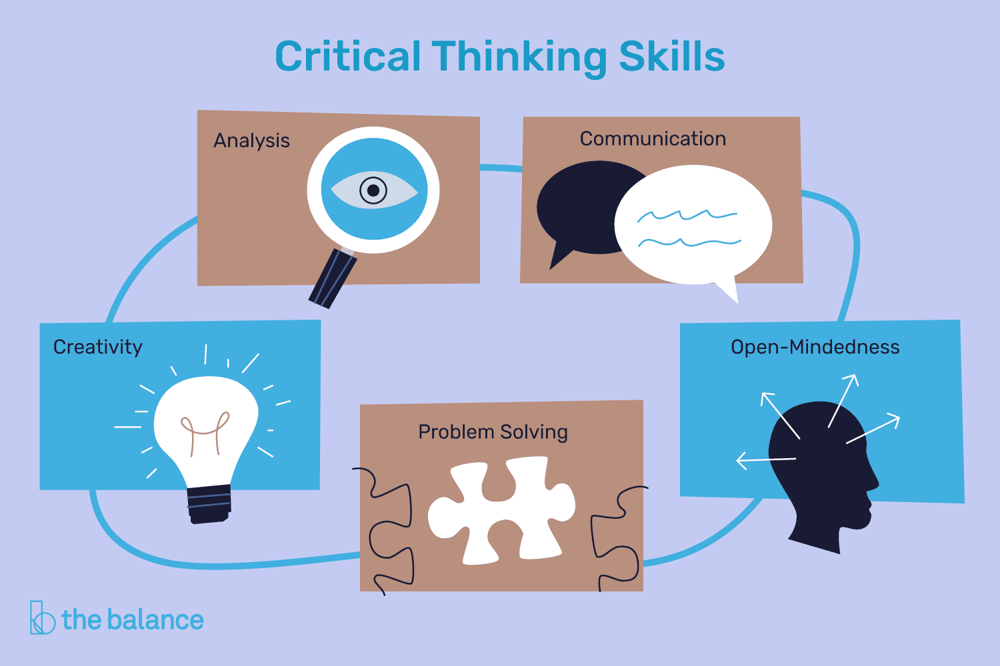 Critical Thinking Skills
Analysis
Communication
Creativity
Open-Mindedness
Problem Solving
the balance